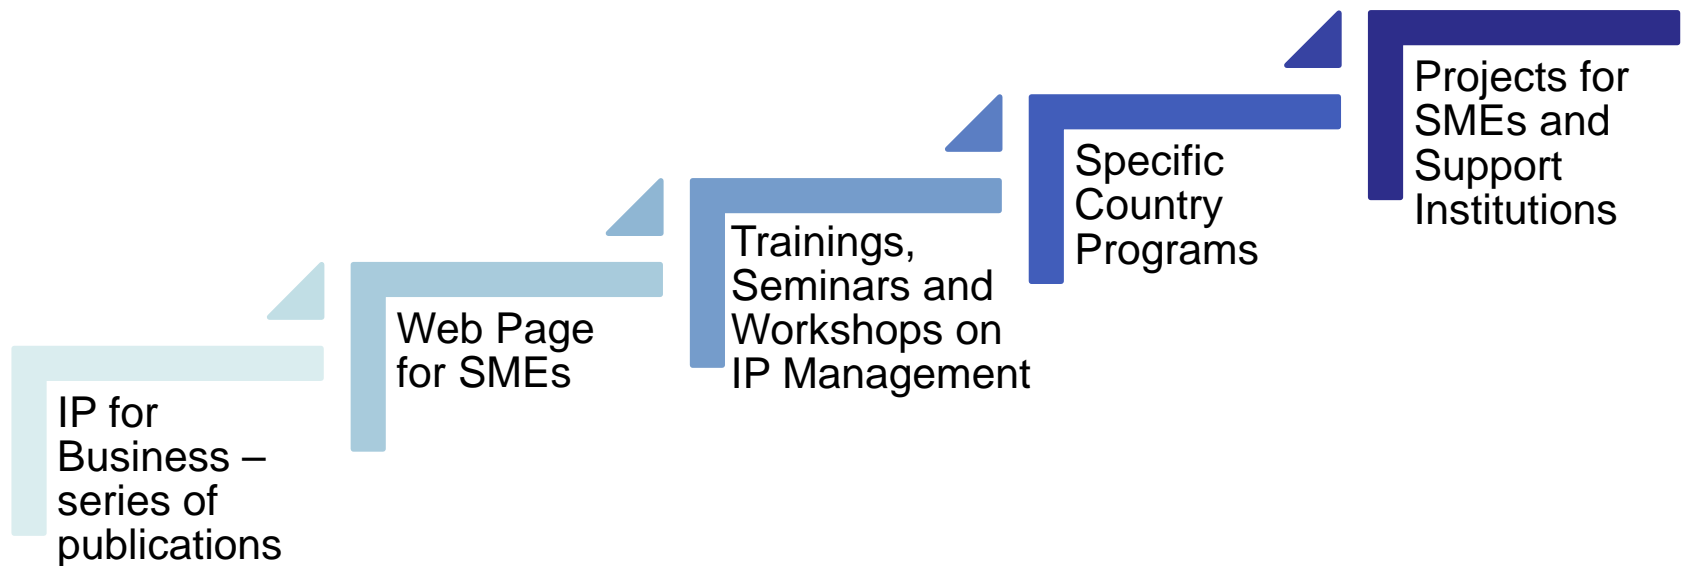 IP for
Business –
series of
publications
Web Page
for SMEs
Trainings,
Seminars and
Workshops on
IP Management
Specific
Country
Programs
Projects for
SMEs and
Support
Institutions